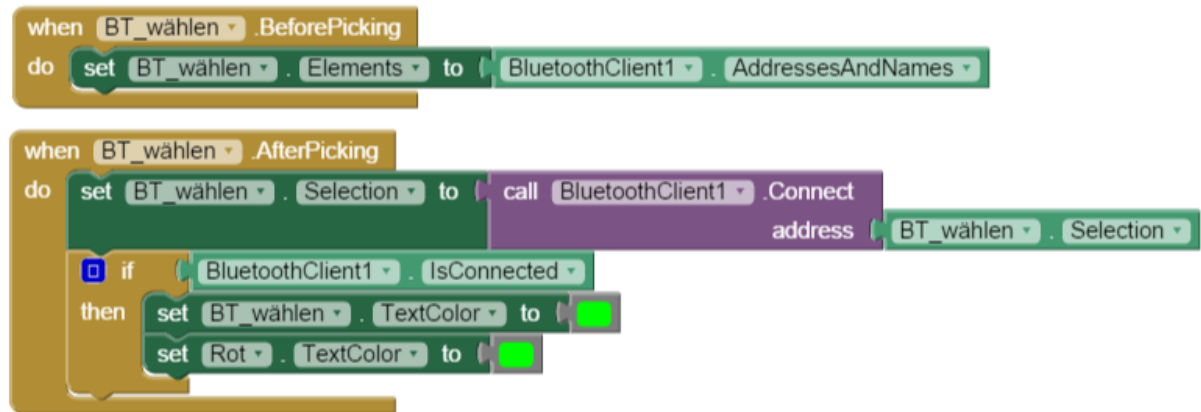 when BT_wählen .BeforePicking
do set BT_wählen . Elements to BluetoothClient1 . AddressesAndNames
when BT_wählen .AfterPicking
do set BT_wählen . Selection to call BluetoothClient1 .Connect
address BT_wählen . Selection
if BluetoothClient1 . IsConnected
then set BT_wählen . TextColor to
set Rot . TextColor to